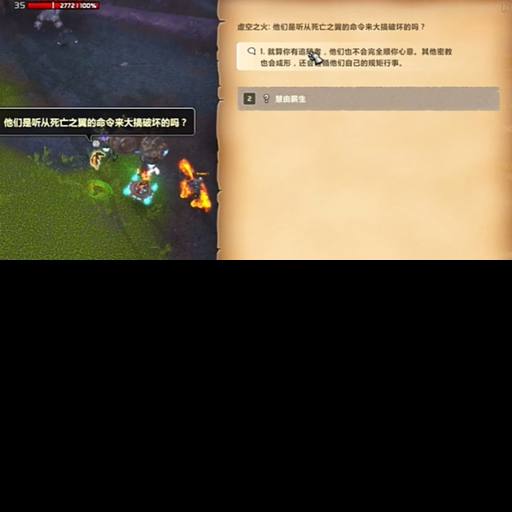 35 2772 | 100%
虚空之火: 他们是听从死亡之翼的命令来大搞破坏的吗？
1. 就算你有追随者，他们也不会完全顺你心意。其他密教
也会成形，还会 循他们自己的规矩行事。
2
他们是听从死亡之翼的命令来大搞破坏的吗？